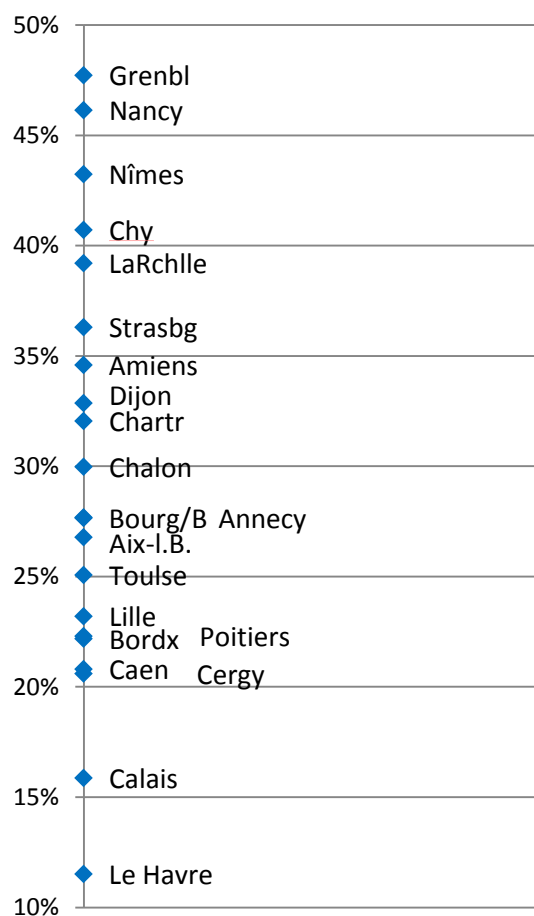 50%
Grenbl
Nancy
45%
Nîmes
Chy
40%
LaRchlle
Strasbg
35%
Amiens
Dijon
Chartr
30%
Chalon
Bourg/B Annecy
Aix-l.B.
25%
Toulse
Lille
Bordx Poitiers
Caen Cergy
20%
Calais
15%
Le Havre
10%